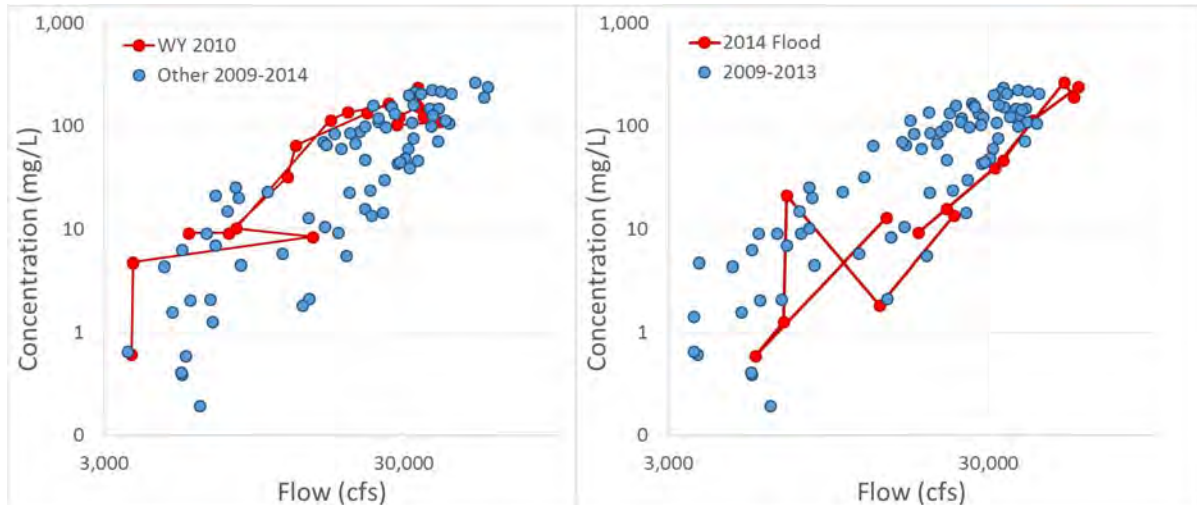 1,000
WY 2010
Other 2009-2014
100
10
1
0
3,000
30,000
Concentration (mg/L)
Flow (cfs)
1,000
2014 Flood
2009-2013
100
10
1
0
3,000
30,000
Concentration (mg/L)
Flow (cfs)